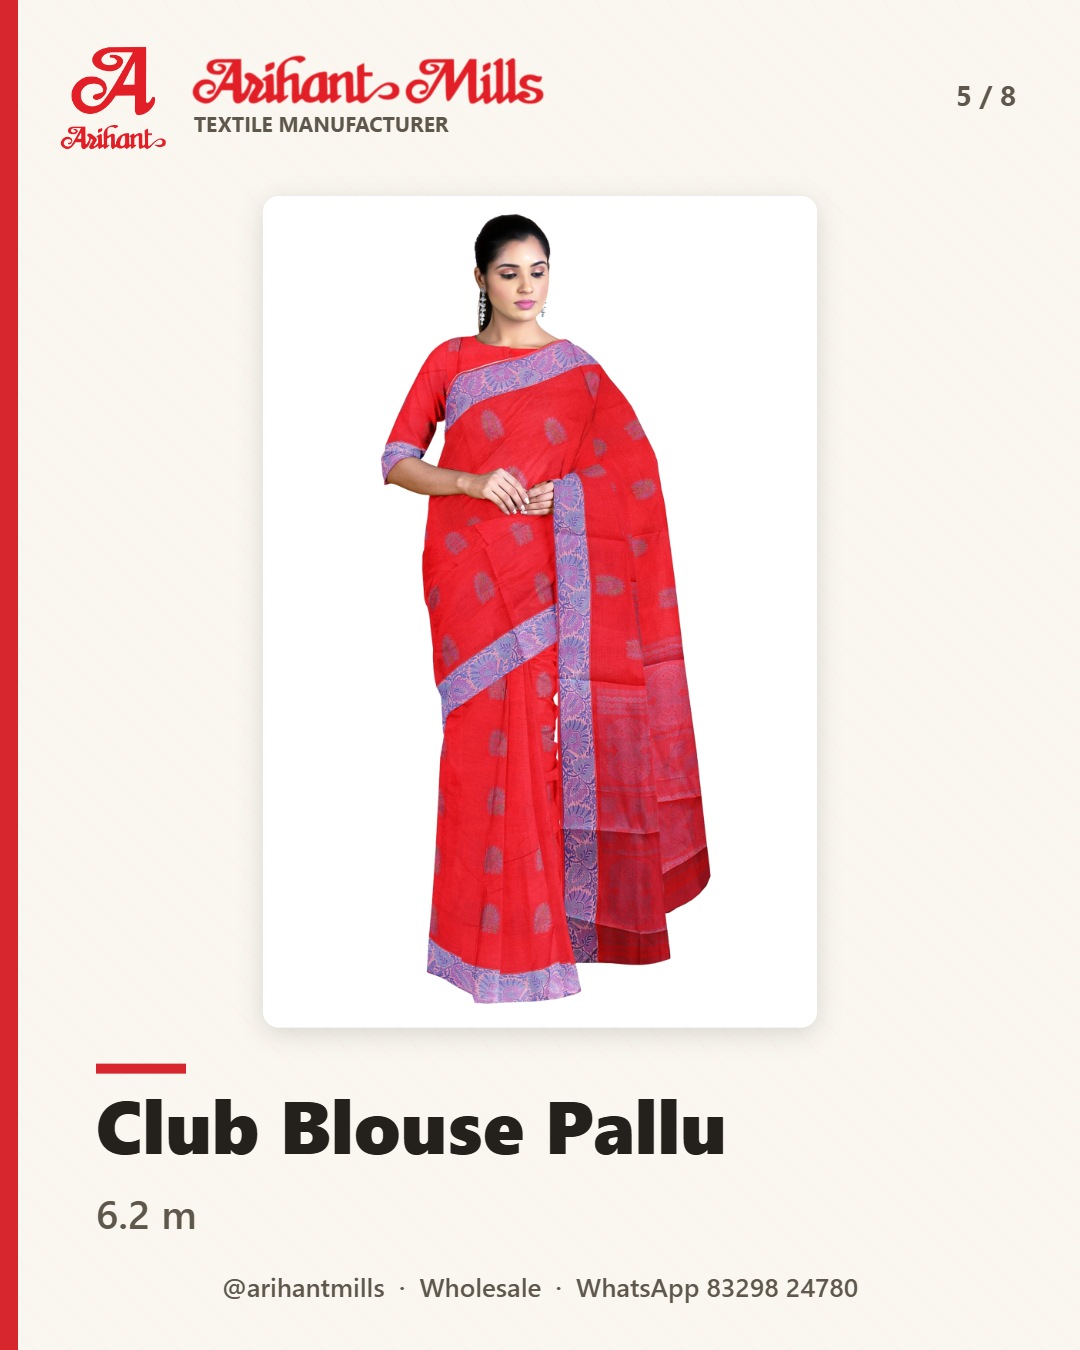 A
Arihant
Arihant Mills
TEXTILE MANUFACTURER
5 / 8
Club Blouse Pallu
6.2 m
@arihantmills · Wholesale · WhatsApp 83298 24780